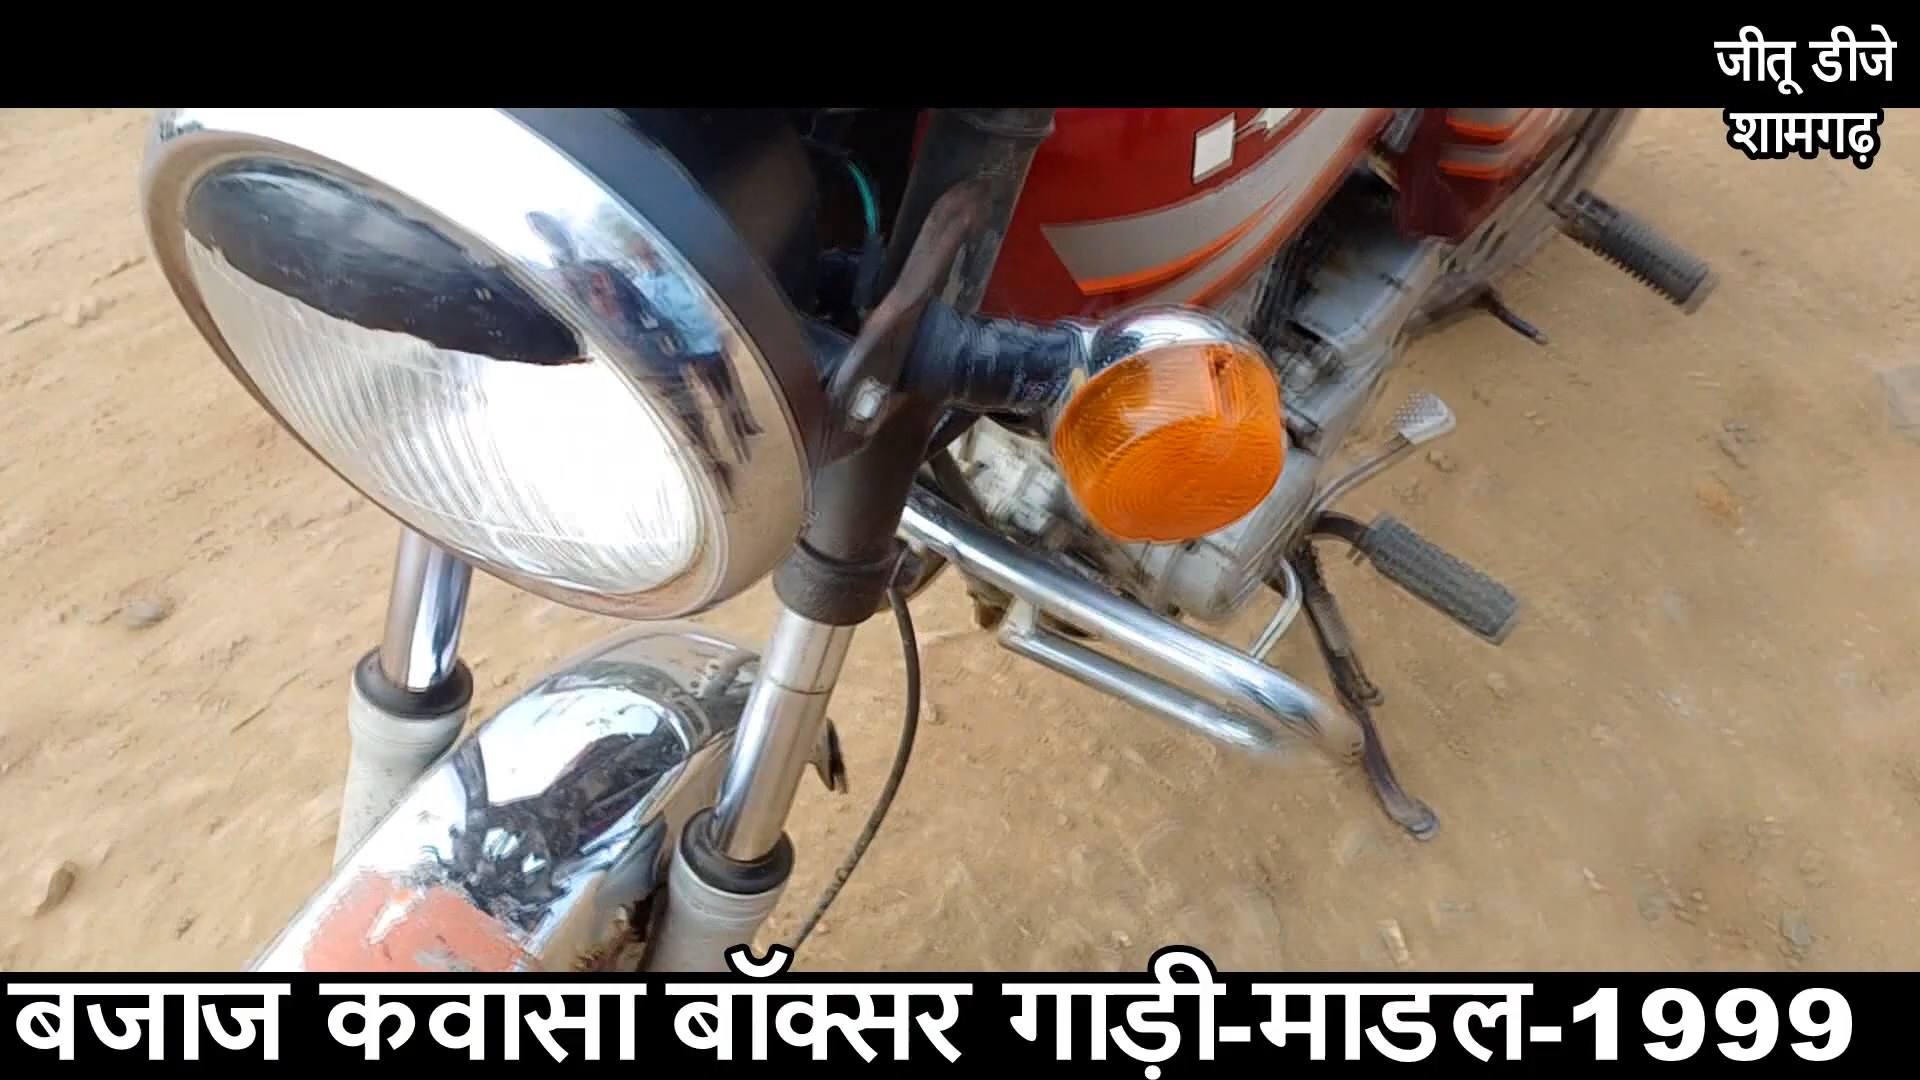 जीतू डीजे
शामगढ़
बजाज कवासा बॉक्सर गाड़ी-माडल-1999